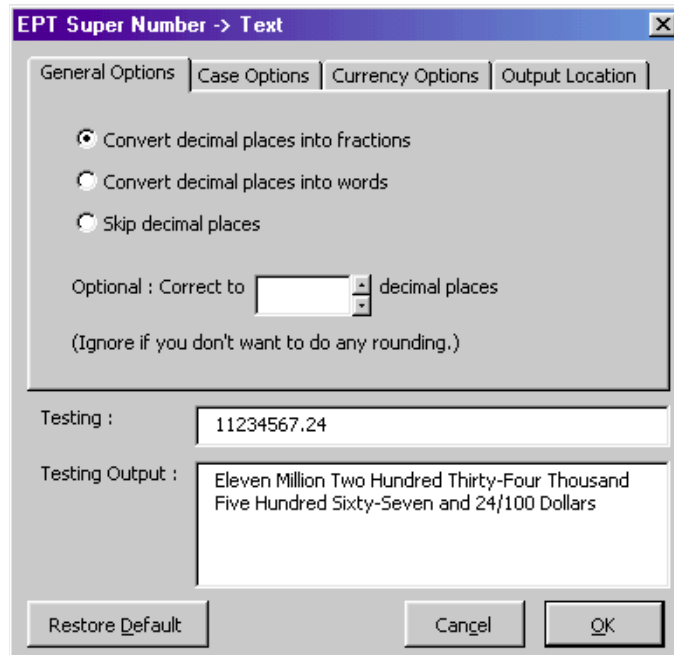 EPT Super Number -> Text
General Options Case Options Currency Options Output Location
Convert decimal places into fractions
Convert decimal places into words
Skip decimal places
Optional : Correct to decimal places
(Ignore if you don't want to do any rounding.)
Testing : 11234567.24
Testing Output : Eleven Million Two Hundred Thirty-Four Thousand
Five Hundred Sixty-Seven and 24/100 Dollars
Restore Default Cancel OK